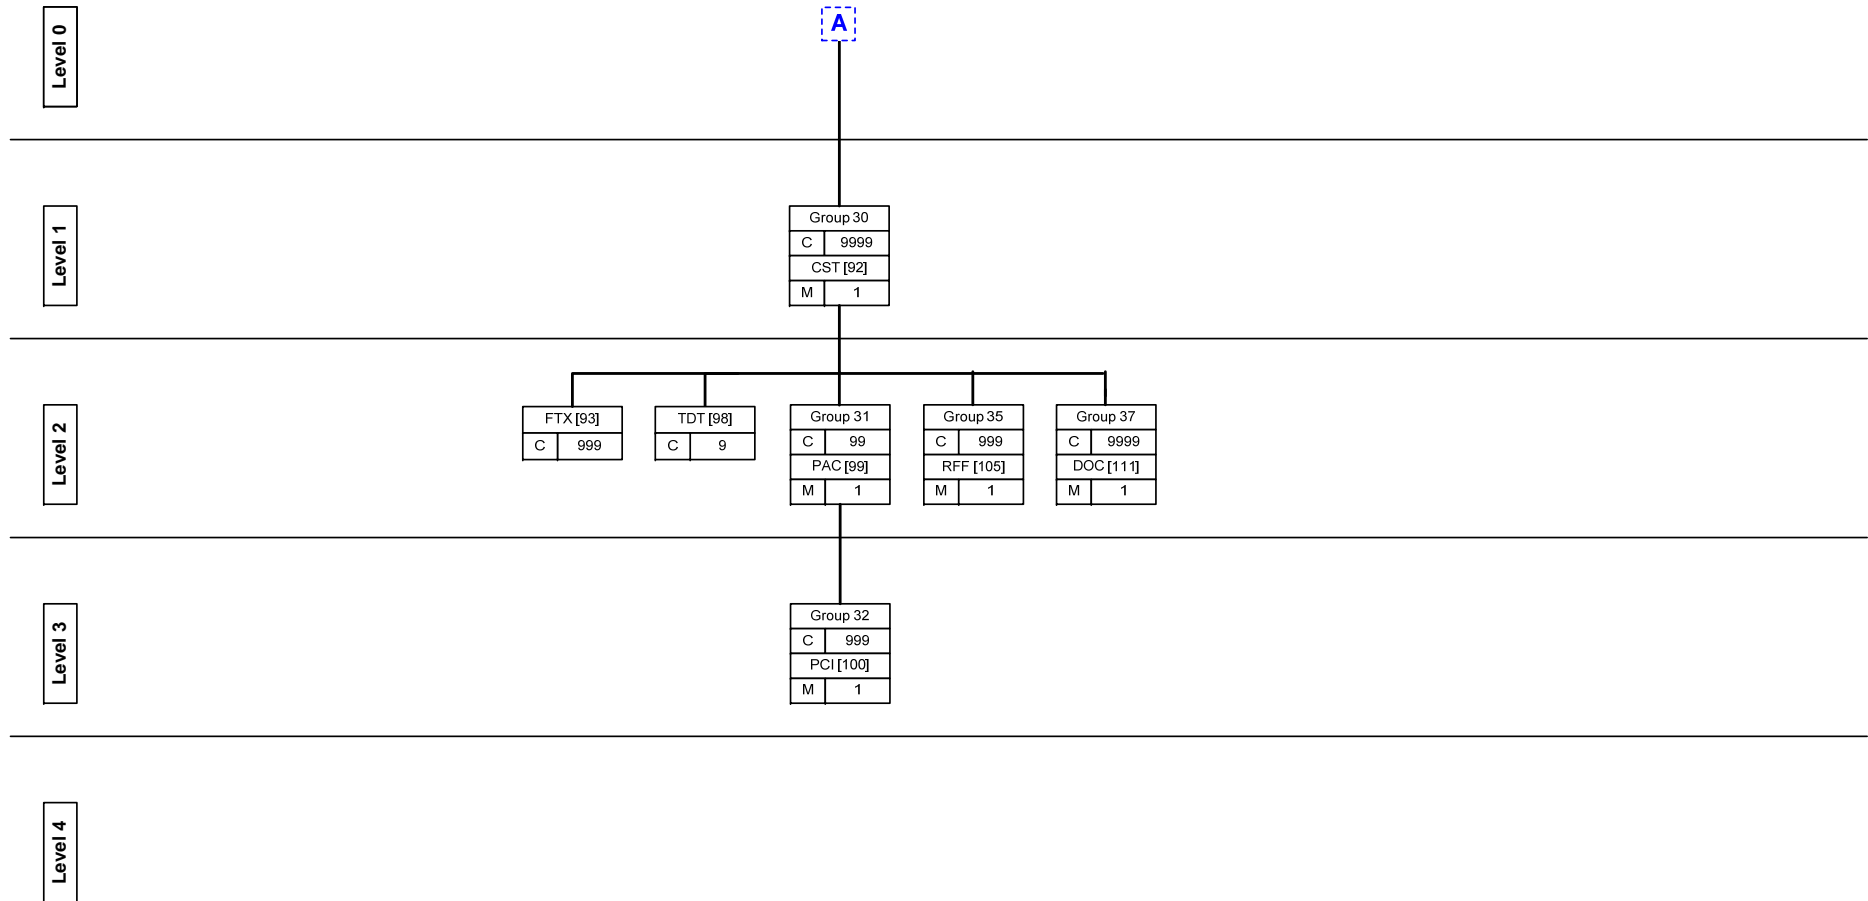 Level 0
A
Level 1
Group 30
C 9999
CST [92]
M 1
Level 2
FTX [93]
C 999
TDT [98]
C 9
Group 31
C 99
PAC [99]
M 1
Group 35
C 999
RFF [105]
M 1
Group 37
C 9999
DOC [111]
M 1
Level 3
Group 32
C 999
PCI [100]
M 1
Level 4